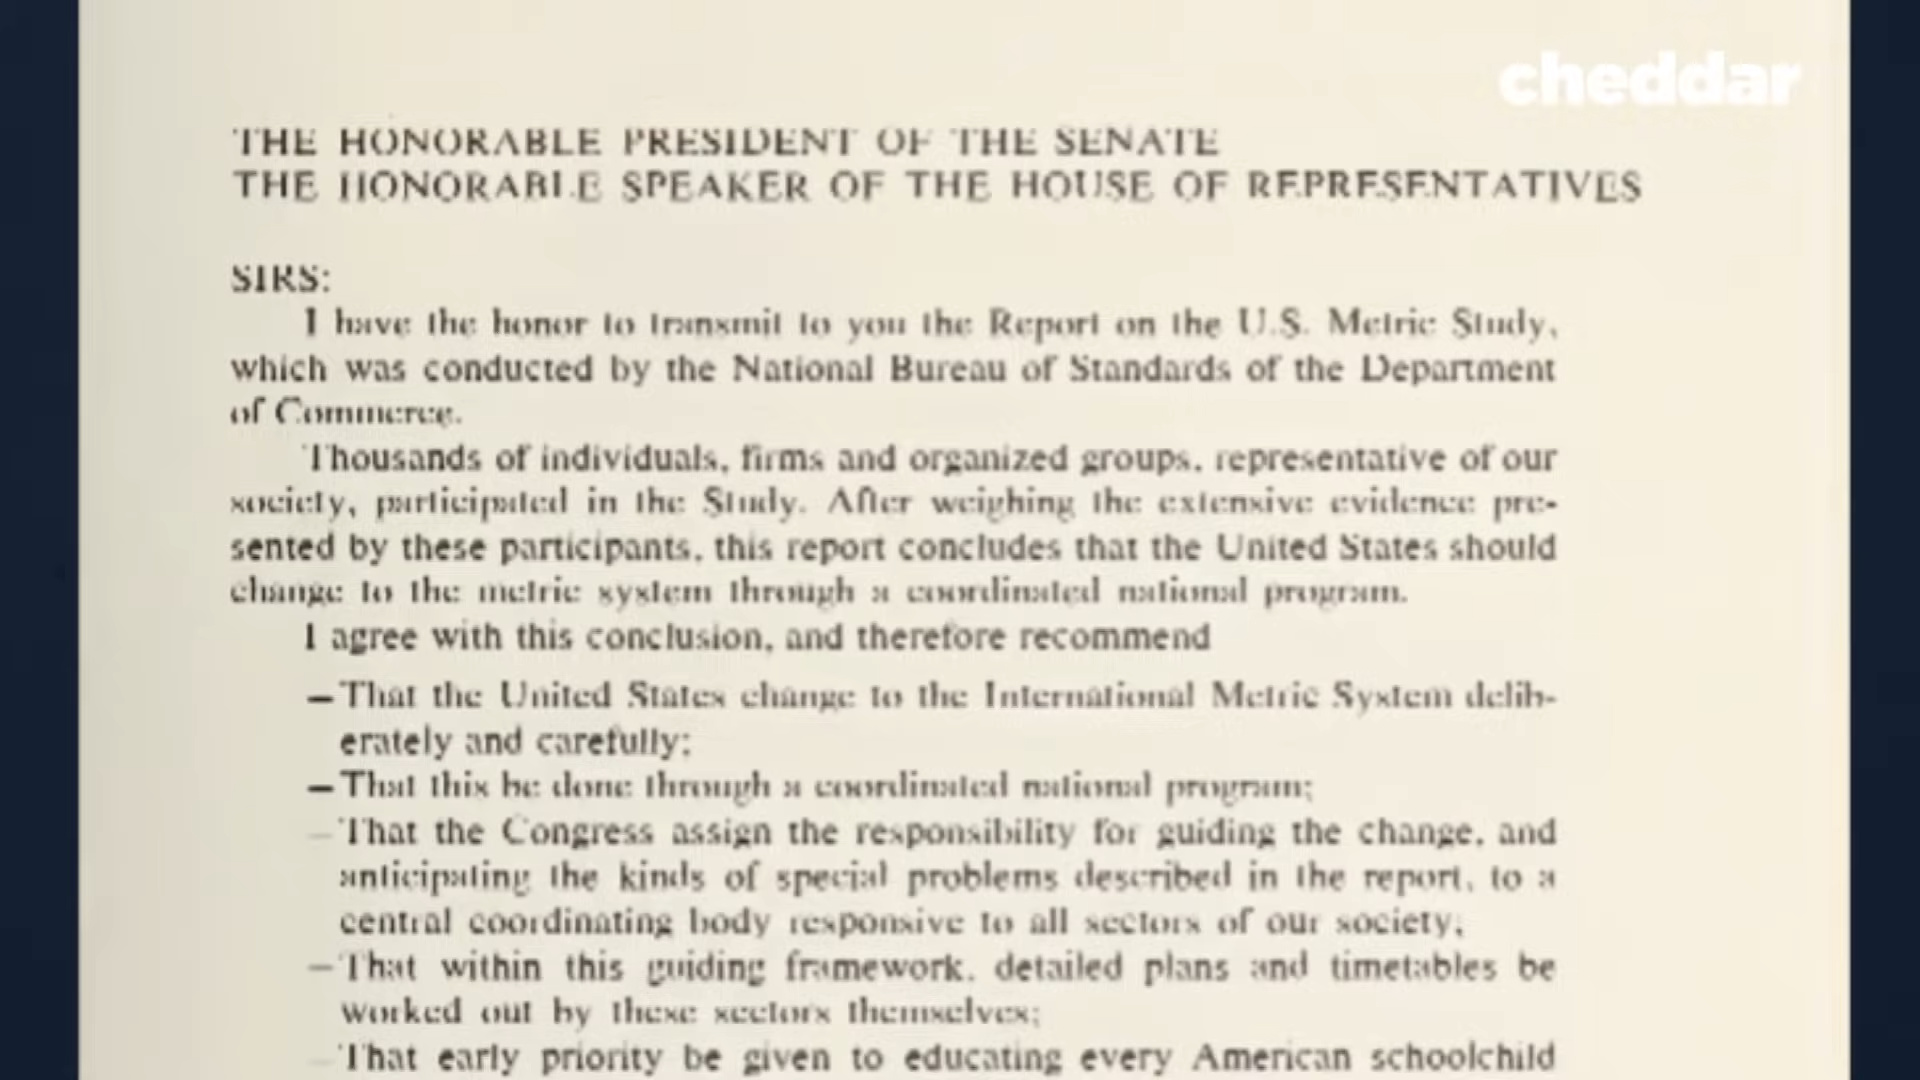 cheddar
THE HONORABLE PRESIDENT OF THE SENATE
THE HONORABLE SPEAKER OF THE HOUSE OF REPRESENTATIVES
SIRS:
I have the honor to transmit to you the Report on the U.S. Metric Study,
which was conducted by the National Bureau of Standards of the Department
of Commerce.
Thousands of individuals, firms and organized groups, representative of our
society, participated in the Study. After weighing the extensive evidence pre-
sented by these participants, this report concludes that the United States should
change to the metric system through a coordinated national program.
I agree with this conclusion, and therefore recommend
—That the United States change to the International Metric System delib-
erately and carefully;
—That this be done through a coordinated national program;
—That the Congress assign the responsibility for guiding the change, and
anticipating the kinds of special problems described in the report, to a
central coordinating body responsive to all sectors of our society;
—That within this guiding framework, detailed plans and timetables be
worked out by these sectors themselves;
—That early priority be given to educating every American schoolchild